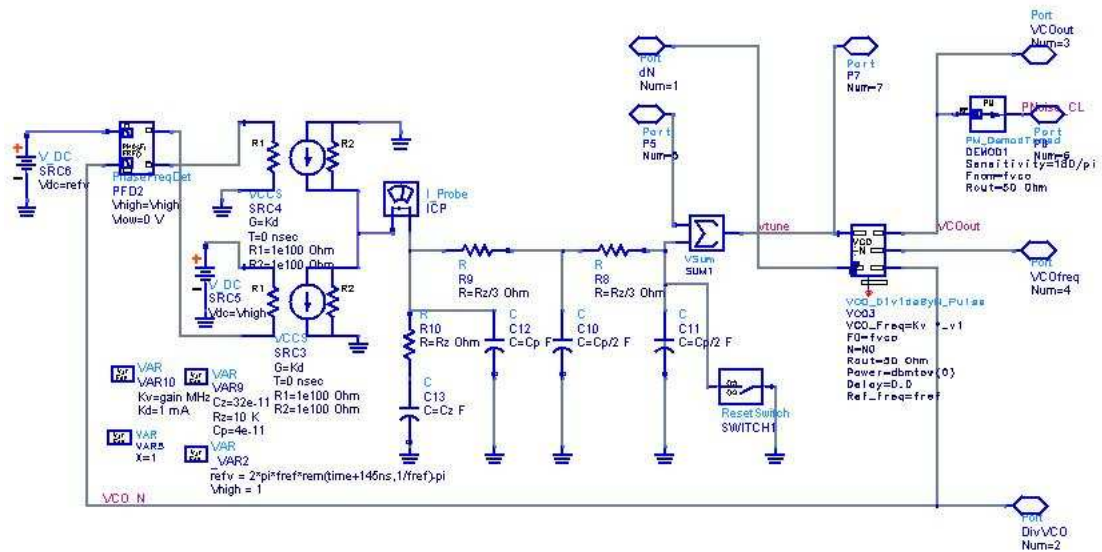 Port
VCOout
Num=3
Port
dN
Num=1
Port
P7
Num=7
Port
P5
Num=5
PNoise_CL
PM_DemodTuned
DEMOD1
Sensitivity=180/pi
Fnom=fvco
Rout=50 Ohm
Port
P8
Num=6
V_DC
SRC6
Vdc=refv
PhaseFreqDet
PFD2
Vhigh=Vhigh
Vlow=0 V
R1
R2
VCCS
SRC4
G=Kd
T=0 nsec
R1=1e100 Ohm
R2=1e100 Ohm
I_Probe
ICP
vtune
VSum
SUM1
VCOout
Port
VCOfreq
Num=4
R
R9
R=Rz/3 Ohm
R
R8
R=Rz/3 Ohm
V_DC
SRC5
Vdc=Vhigh
R1
R2
VCCS
SRC3
G=Kd
T=0 nsec
R1=1e100 Ohm
R2=1e100 Ohm
R
R10
R=Rz Ohm
C
C12
C=Cp F
C
C10
C=Cp/2 F
C
C11
C=Cp/2 F
C
C13
C=Cz F
ResetSwitch
SWITCH1
VCO_DivideByN_Pulse
VCO3
F0=fvco
N=N0
Rout=50 Ohm
Power=dbmtow(0)
Delay=0.0
Ref_freq=fref
VAR
VAR10
Kv=gain MHz
Kd=1 mA
VAR
VAR9
Cz=32e-11
Rz=10 K
Cp=4e-11
VAR
VAR5
X=1
VAR
VAR2
refv = 2*pi*fref*rem(time+145ns,1/fref)-pi
Vhigh = 1
VCO_N
Port
DivVCO
Num=2